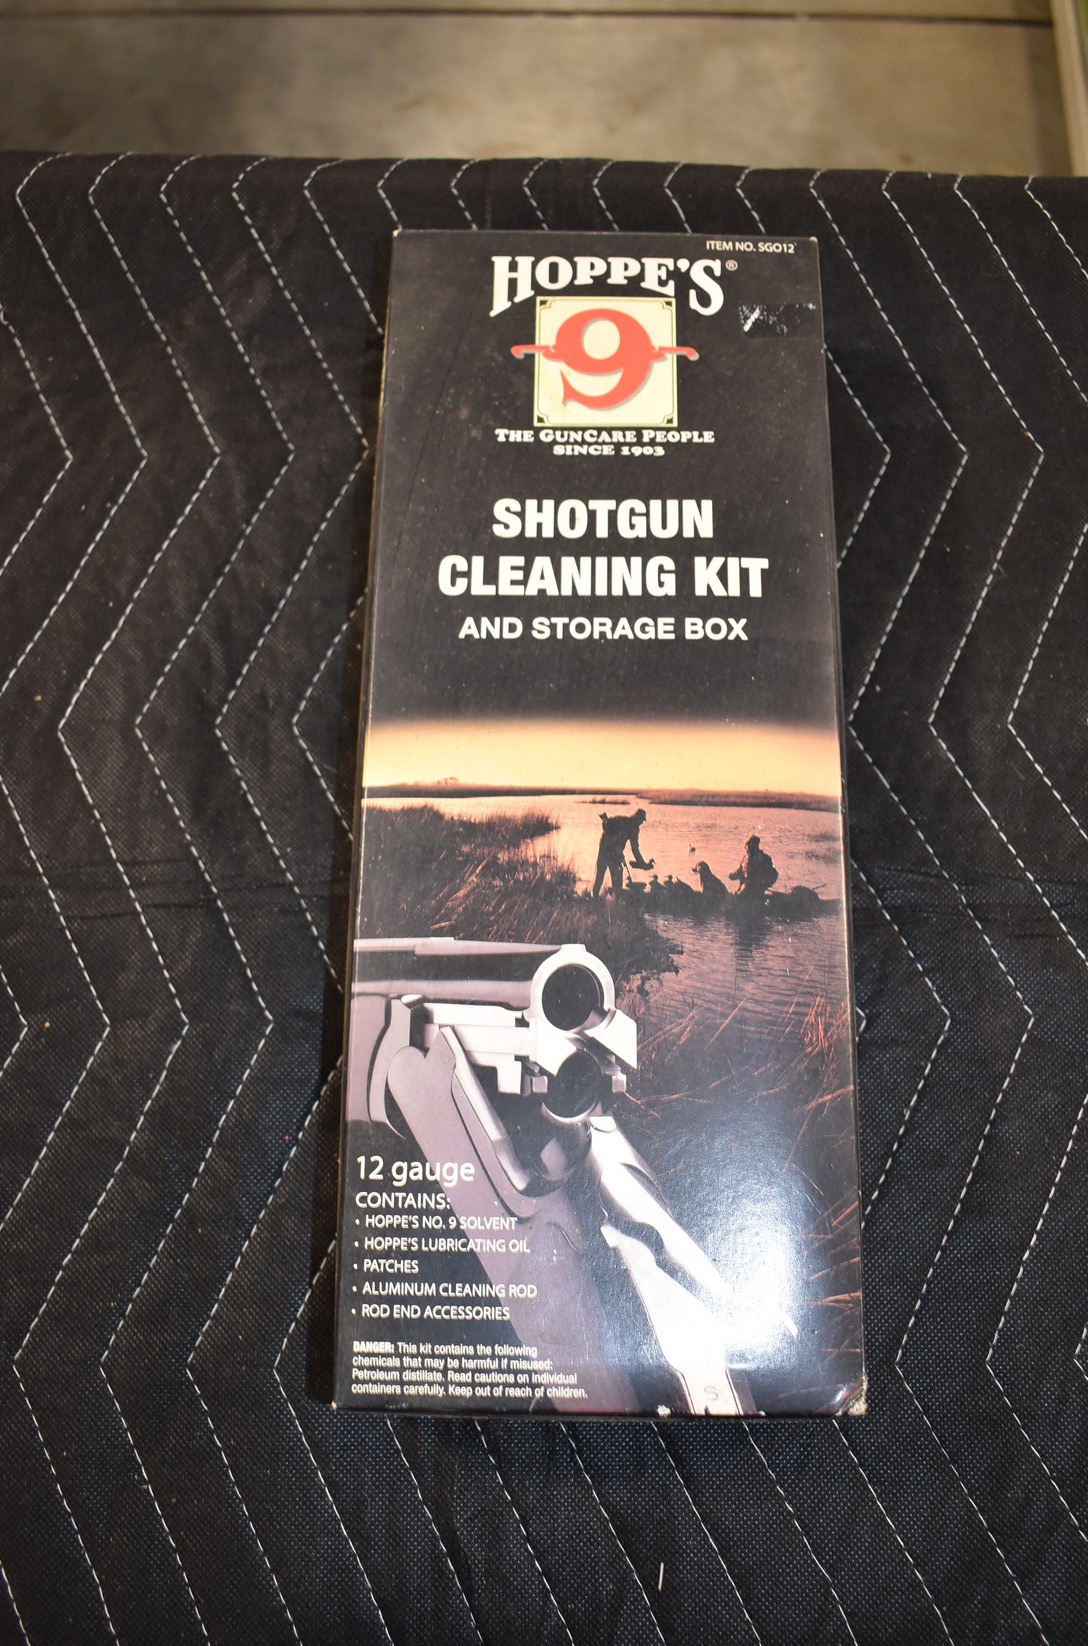 ITEM NO. SGO12
HOPPE'S®
9
THE GUNCARE PEOPLE
SINCE 1903
SHOTGUN
CLEANING KIT
AND STORAGE BOX
12 gauge
CONTAINS:
• HOPPE'S NO. 9 SOLVENT
• HOPPE'S LUBRICATING OIL
• PATCHES
• ALUMINUM CLEANING ROD
• ROD END ACCESSORIES
DANGER: This kit contains the following
chemicals that may be harmful if misused:
Petroleum distillate. Read cautions on individual
containers carefully. Keep out of reach of children.
S